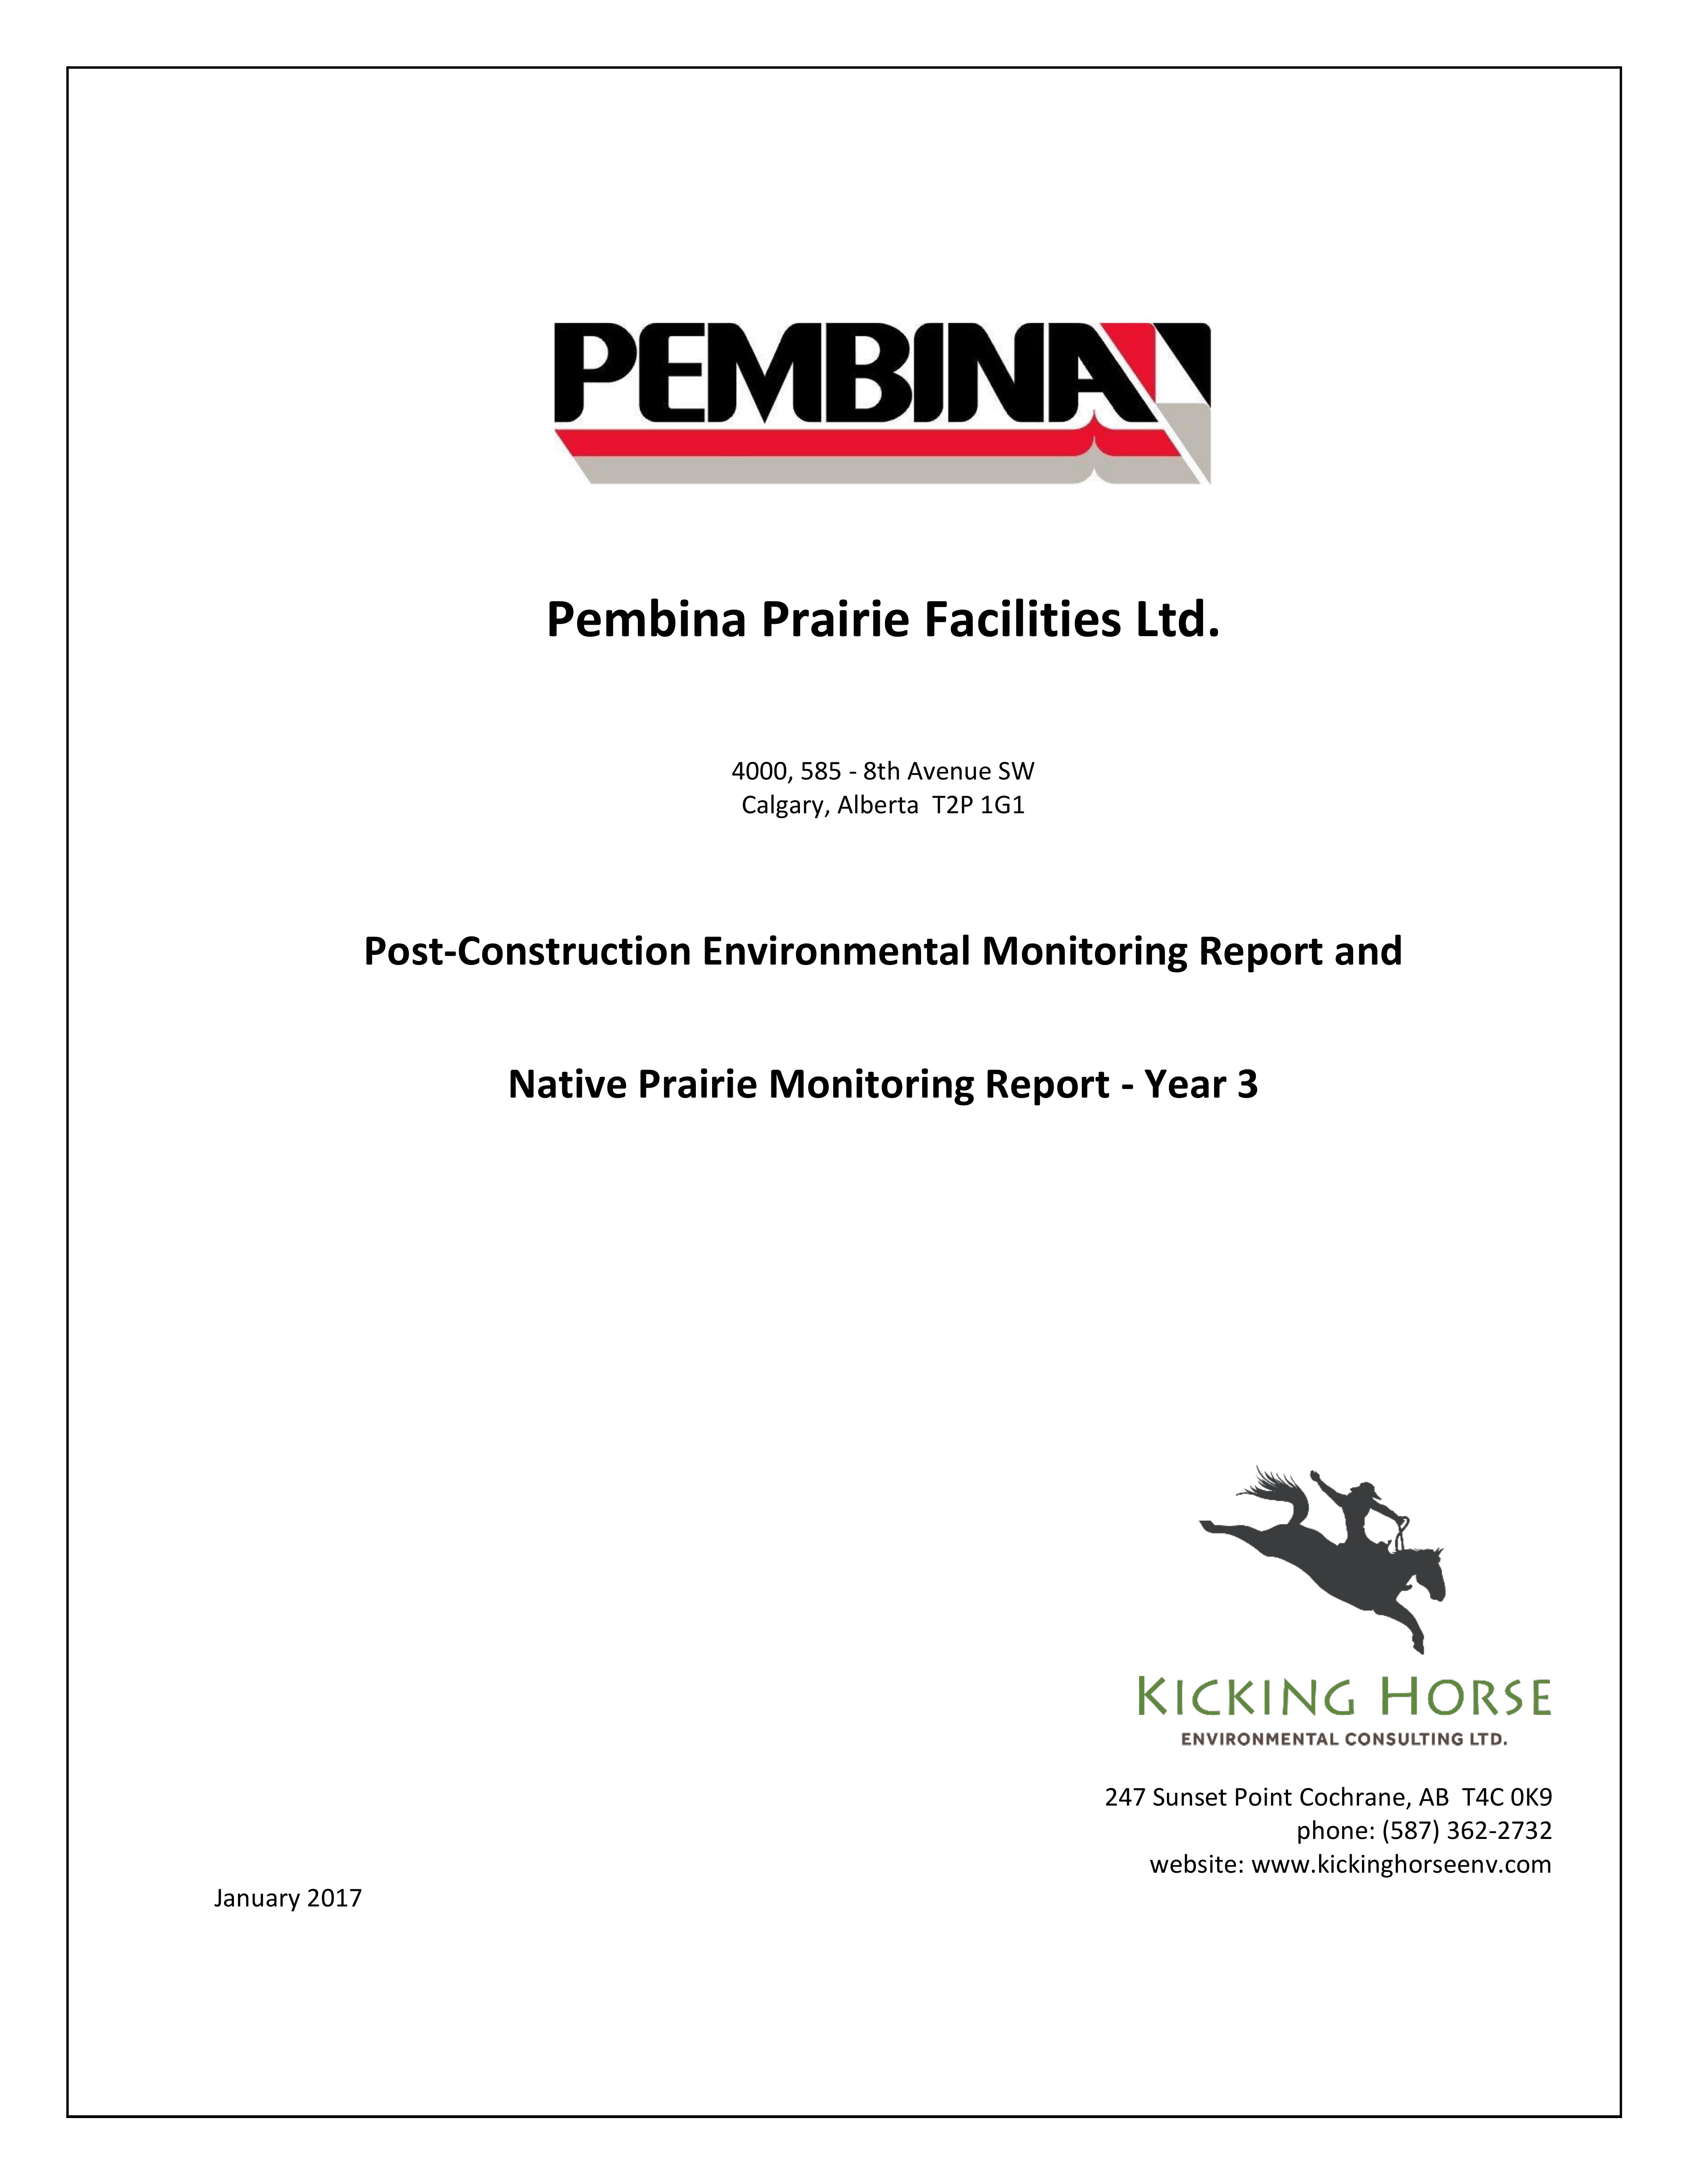 PEMBINA
Pembina Prairie Facilities Ltd.
4000, 585 - 8th Avenue SW
Calgary, Alberta  T2P 1G1
Post-Construction Environmental Monitoring Report and
Native Prairie Monitoring Report - Year 3
KICKING HORSE
ENVIRONMENTAL CONSULTING LTD.
247 Sunset Point Cochrane, AB  T4C 0K9
phone: (587) 362-2732
website: www.kickinghorseenv.com
January 2017